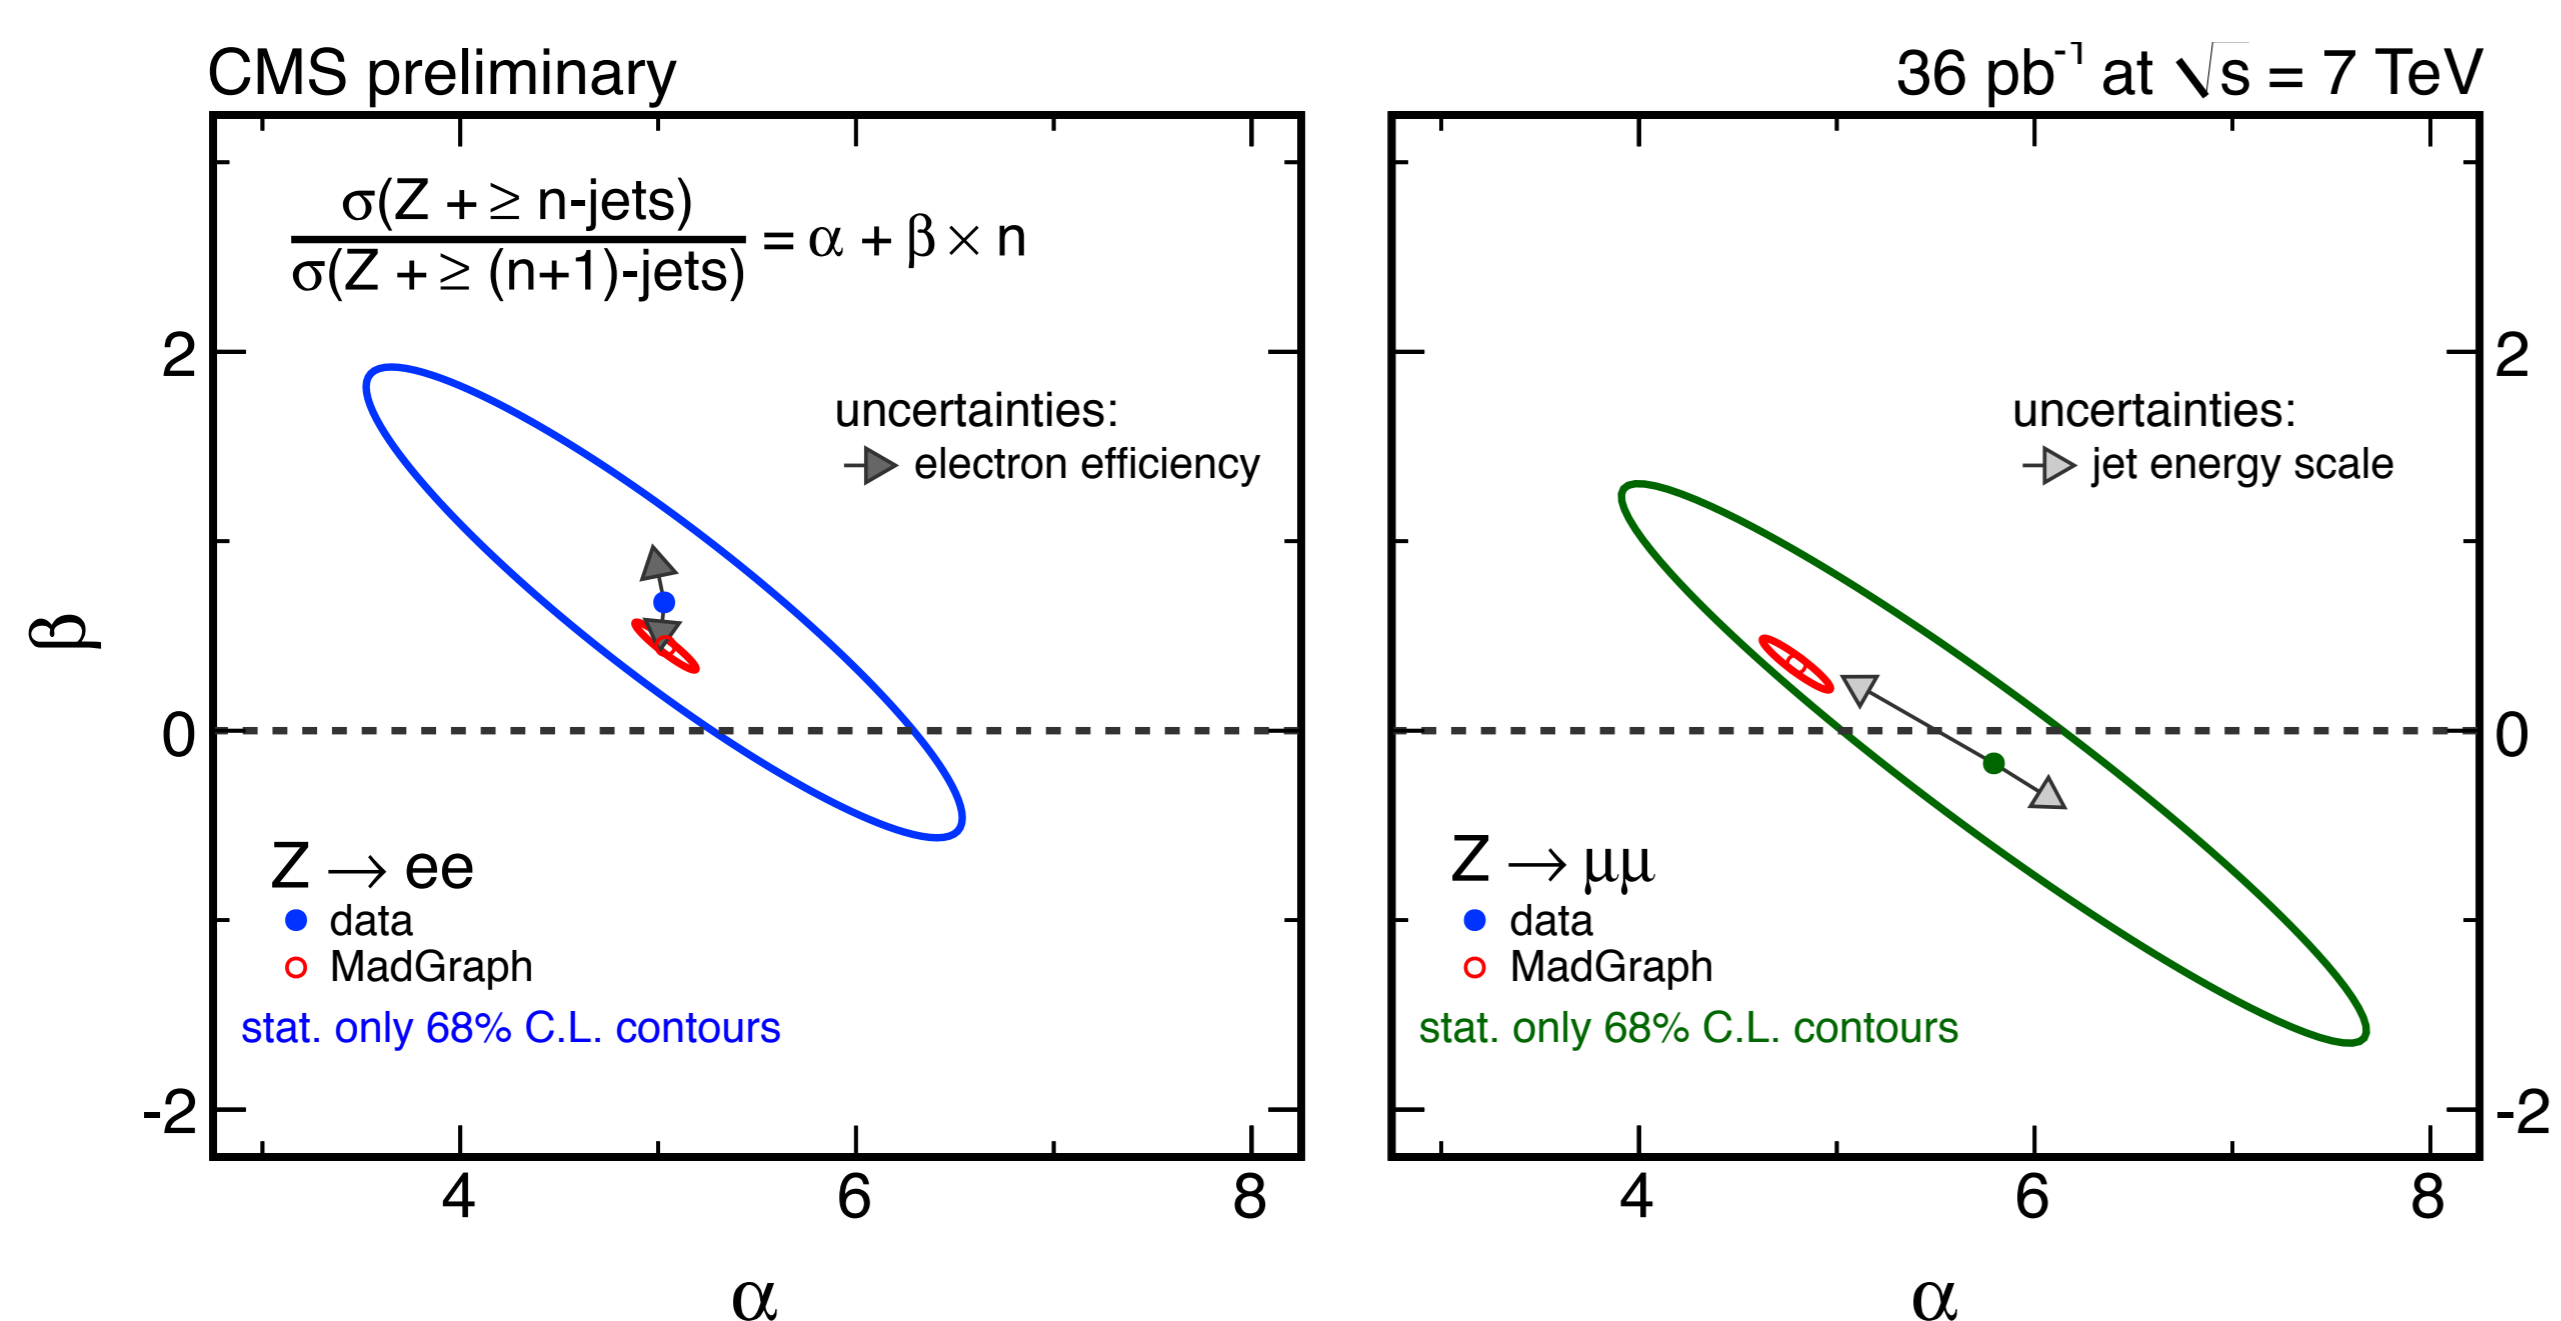 CMS preliminary
36 pb⁻¹ at √s = 7 TeV
σ(Z + ≥ n-jets)
σ(Z + ≥ (n+1)-jets)
= α + β × n
uncertainties:
electron efficiency
Z → ee
data
MadGraph
stat. only 68% C.L. contours
2
0
-2
β
4
6
8
α
uncertainties:
jet energy scale
Z → μμ
data
MadGraph
stat. only 68% C.L. contours
2
0
-2
4
6
8
α